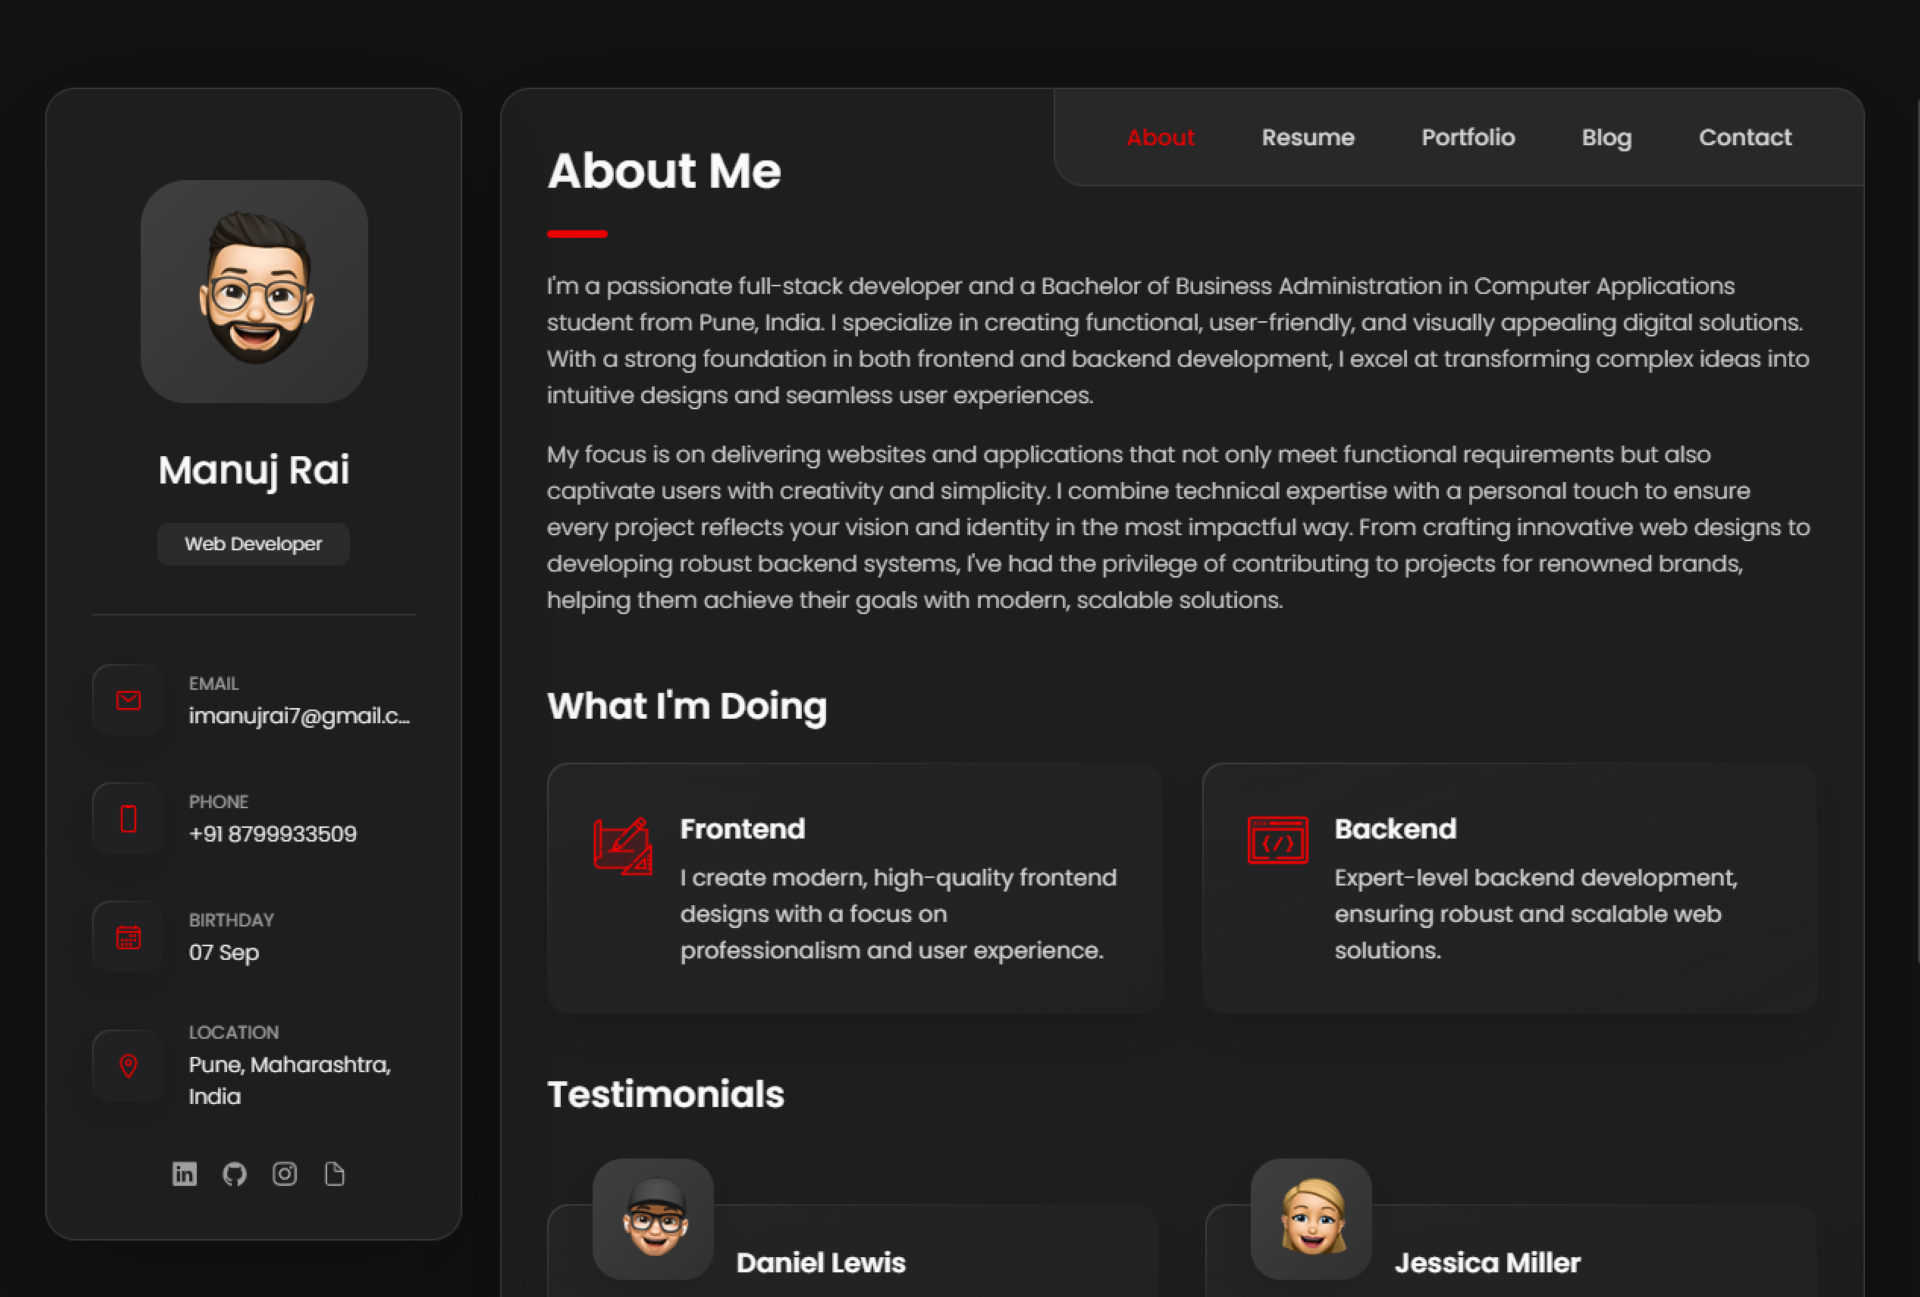 Manuj Rai
Web Developer
EMAIL
imanujrai7@gmail.c...
PHONE
+91 8799933509
BIRTHDAY
07 Sep
LOCATION
Pune, Maharashtra,
India
About
Resume
Portfolio
Blog
Contact
About Me
I'm a passionate full-stack developer and a Bachelor of Business Administration in Computer Applications
student from Pune, India. I specialize in creating functional, user-friendly, and visually appealing digital solutions.
With a strong foundation in both frontend and backend development, I excel at transforming complex ideas into
intuitive designs and seamless user experiences.
My focus is on delivering websites and applications that not only meet functional requirements but also
captivate users with creativity and simplicity. I combine technical expertise with a personal touch to ensure
every project reflects your vision and identity in the most impactful way. From crafting innovative web designs to
developing robust backend systems, I've had the privilege of contributing to projects for renowned brands,
helping them achieve their goals with modern, scalable solutions.
What I'm Doing
Frontend
I create modern, high-quality frontend
designs with a focus on
professionalism and user experience.
Backend
Expert-level backend development,
ensuring robust and scalable web
solutions.
Testimonials
Daniel Lewis
Jessica Miller